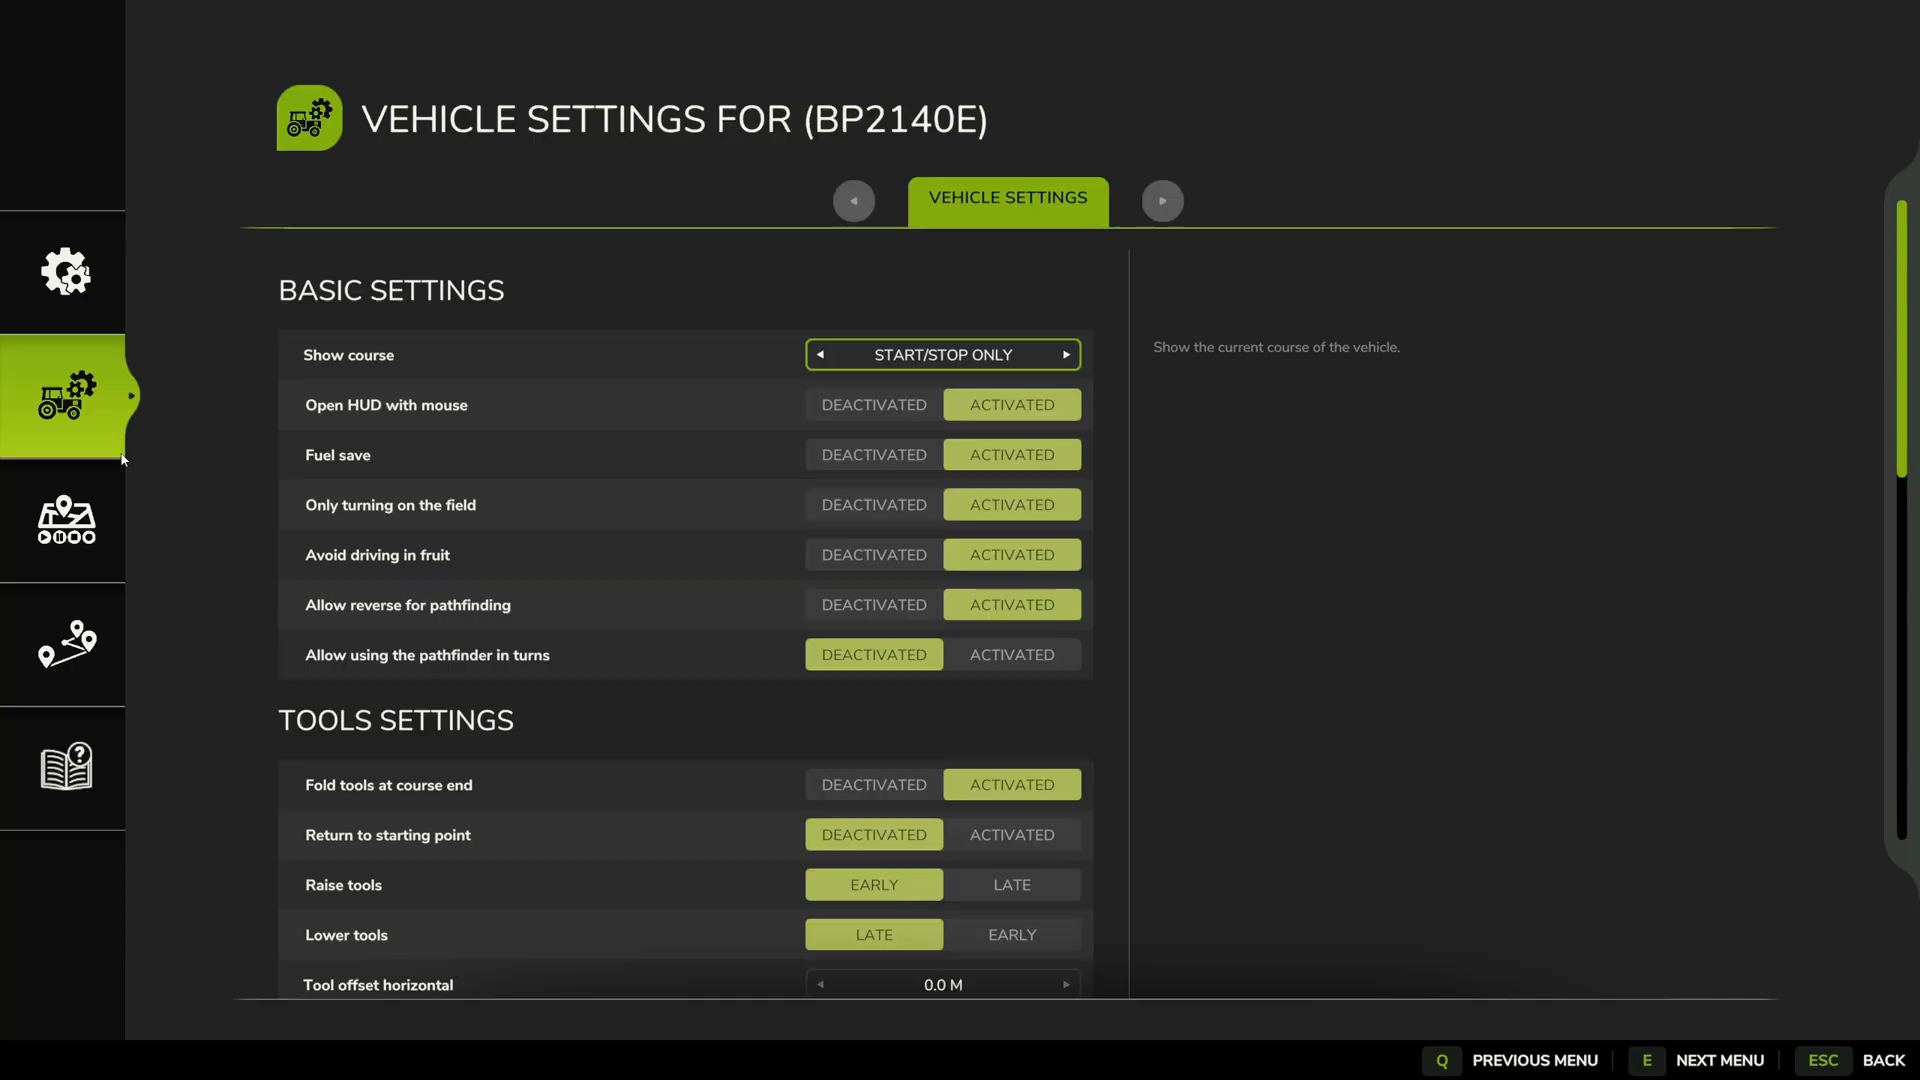 VEHICLE SETTINGS FOR (BP2140E)
VEHICLE SETTINGS
BASIC SETTINGS
Show course START/STOP ONLY
Show the current course of the vehicle.
Open HUD with mouse DEACTIVATED ACTIVATED
Fuel save DEACTIVATED ACTIVATED
Only turning on the field DEACTIVATED ACTIVATED
Avoid driving in fruit DEACTIVATED ACTIVATED
Allow reverse for pathfinding DEACTIVATED ACTIVATED
Allow using the pathfinder in turns DEACTIVATED ACTIVATED
TOOLS SETTINGS
Fold tools at course end DEACTIVATED ACTIVATED
Return to starting point DEACTIVATED ACTIVATED
Raise tools EARLY LATE
Lower tools LATE EARLY
Tool offset horizontal 0.0 M
Q PREVIOUS MENU E NEXT MENU ESC BACK